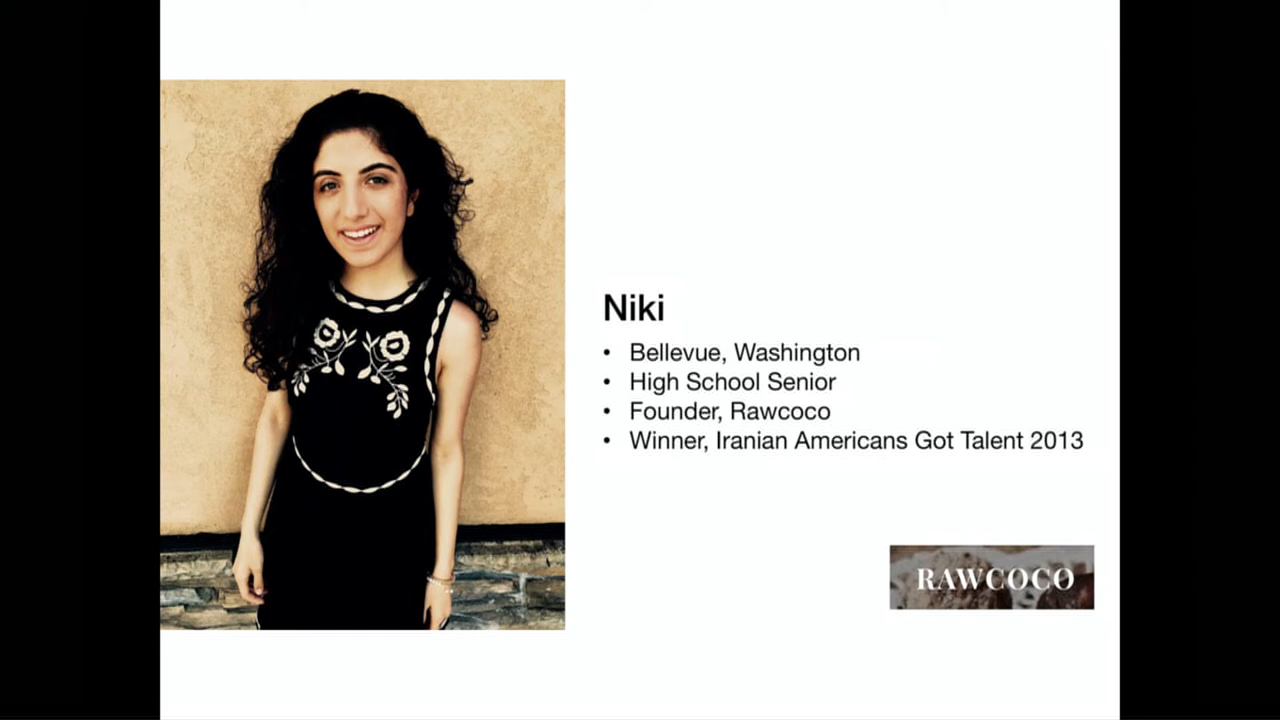 Niki
• Bellevue, Washington
• High School Senior
• Founder, Rawcoco
• Winner, Iranian Americans Got Talent 2013
RAWCOCO